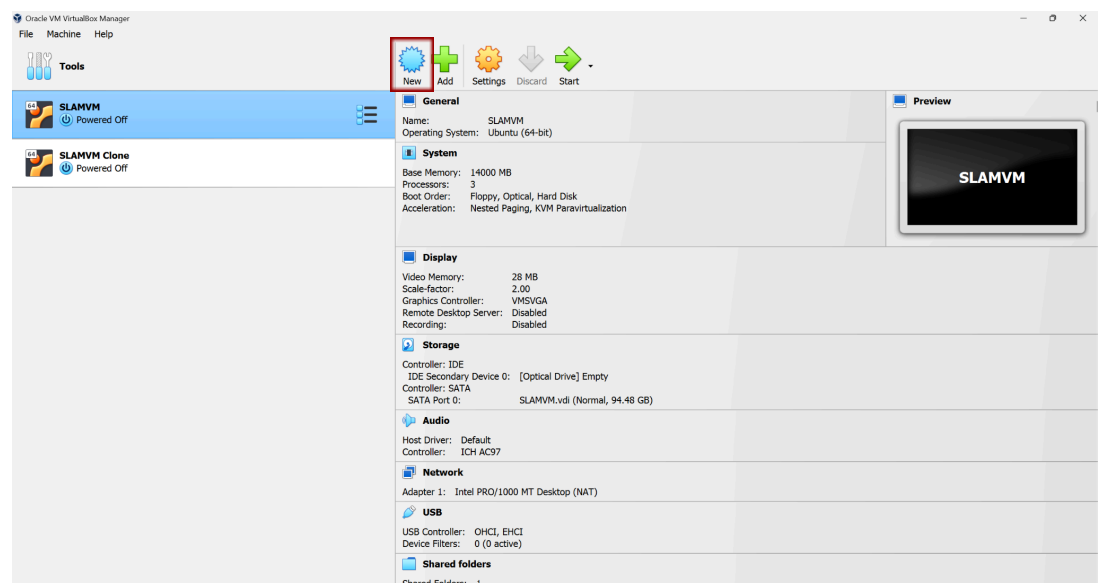 Oracle VM VirtualBox Manager
File Machine Help
Tools
New Add Settings Discard Start
64 SLAMVM
Powered Off
64 SLAMVM Clone
Powered Off
General
Name: SLAMVM
Operating System: Ubuntu (64-bit)
System
Base Memory: 14000 MB
Processors: 3
Boot Order: Floppy, Optical, Hard Disk
Acceleration: Nested Paging, KVM Paravirtualization
Preview
SLAMVM
Display
Video Memory: 28 MB
Scale-factor: 2.00
Graphics Controller: VMSVGA
Remote Desktop Server: Disabled
Recording: Disabled
Storage
Controller: IDE
IDE Secondary Device 0: [Optical Drive] Empty
Controller: SATA
SATA Port 0: SLAMVM.vdi (Normal, 94.48 GB)
Audio
Host Driver: Default
Controller: ICH AC97
Network
Adapter 1: Intel PRO/1000 MT Desktop (NAT)
USB
USB Controller: OHCI, EHCI
Device Filters: 0 (0 active)
Shared folders
Shared Folders: 1